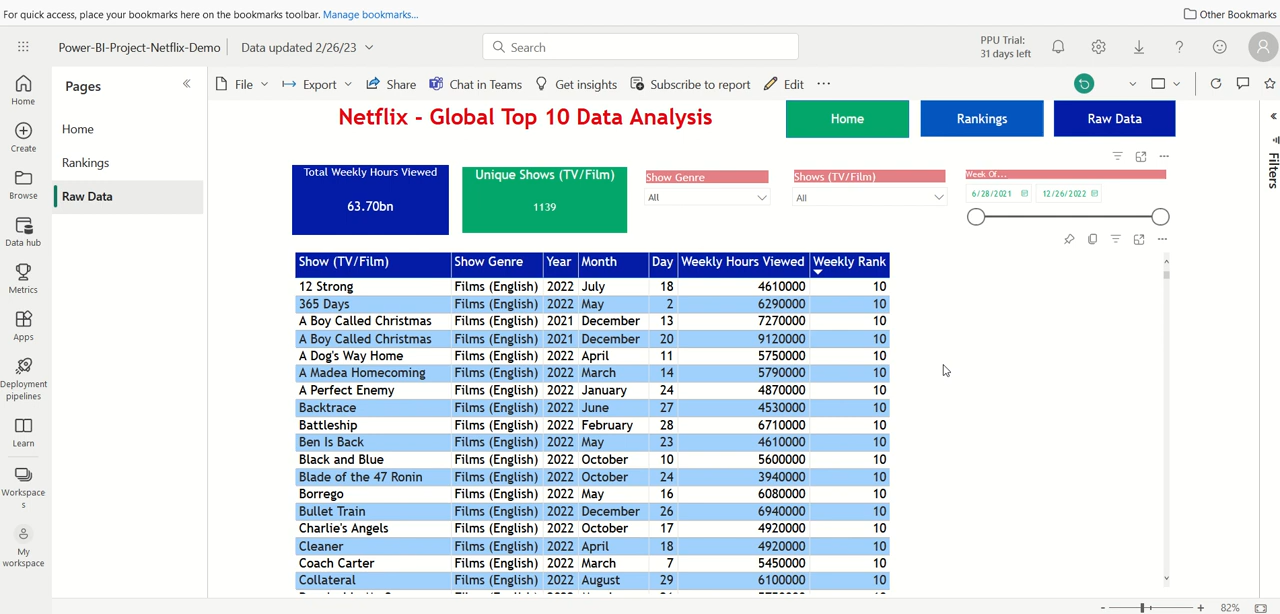 For quick access, place your bookmarks here on the bookmarks toolbar. Manage bookmarks...
Other Bookmarks
Power-BI-Project-Netflix-Demo
Data updated 2/26/23
Search
PPU Trial:
31 days left
Home
Create
Browse
Data hub
Metrics
Apps
Deployment
pipelines
Learn
Workspace
s
My
workspace
Pages
Home
Rankings
Raw Data
File
Export
Share
Chat in Teams
Get insights
Subscribe to report
Edit
Netflix - Global Top 10 Data Analysis
Home
Rankings
Raw Data
Filters
Total Weekly Hours Viewed
63.70bn
Unique Shows (TV/Film)
1139
Show Genre
All
Shows (TV/Film)
All
Week Of...
6/28/2021
12/26/2022
Show (TV/Film) Show Genre Year Month Day Weekly Hours Viewed Weekly Rank
12 Strong Films (English) 2022 July 18 4610000 10
365 Days Films (English) 2022 May 2 6290000 10
A Boy Called Christmas Films (English) 2021 December 13 7270000 10
A Boy Called Christmas Films (English) 2021 December 20 9120000 10
A Dog's Way Home Films (English) 2022 April 11 5750000 10
A Madea Homecoming Films (English) 2022 March 14 5790000 10
A Perfect Enemy Films (English) 2022 January 24 4870000 10
Backtrace Films (English) 2022 June 27 4530000 10
Battleship Films (English) 2022 February 28 6710000 10
Ben Is Back Films (English) 2022 May 23 4610000 10
Black and Blue Films (English) 2022 October 10 5600000 10
Blade of the 47 Ronin Films (English) 2022 October 24 3940000 10
Borrego Films (English) 2022 May 16 6080000 10
Bullet Train Films (English) 2022 December 26 6940000 10
Charlie's Angels Films (English) 2022 October 17 4920000 10
Cleaner Films (English) 2022 April 18 4920000 10
Coach Carter Films (English) 2022 March 7 5450000 10
Collateral Films (English) 2022 August 29 6100000 10
82%